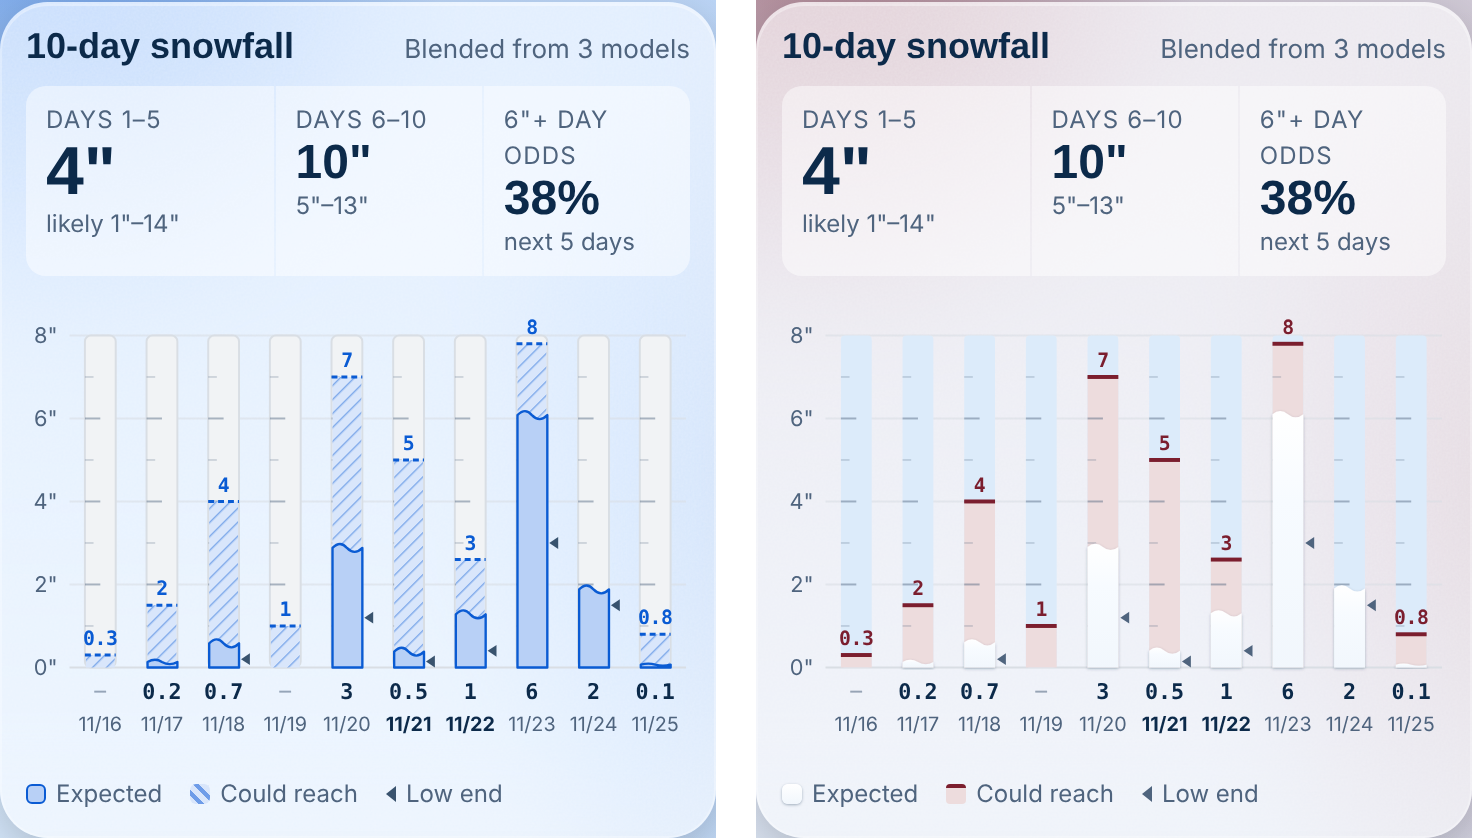 10-day snowfall
Blended from 3 models
DAYS 1–5
4"
likely 1"–14"
DAYS 6–10
10"
5"–13"
6"+ DAY
ODDS
38%
next 5 days
8"
6"
4"
2"
0"
0.3
2
4
1
7
5
3
8
0.8
– 0.2 0.7 – 3 0.5 1 6 2 0.1
11/16 11/17 11/18 11/19 11/20 11/21 11/22 11/23 11/24 11/25
Expected Could reach Low end
10-day snowfall
Blended from 3 models
DAYS 1–5
4"
likely 1"–14"
DAYS 6–10
10"
5"–13"
6"+ DAY
ODDS
38%
next 5 days
8"
6"
4"
2"
0"
0.3
2
4
1
7
5
3
8
0.8
– 0.2 0.7 – 3 0.5 1 6 2 0.1
11/16 11/17 11/18 11/19 11/20 11/21 11/22 11/23 11/24 11/25
Expected Could reach Low end